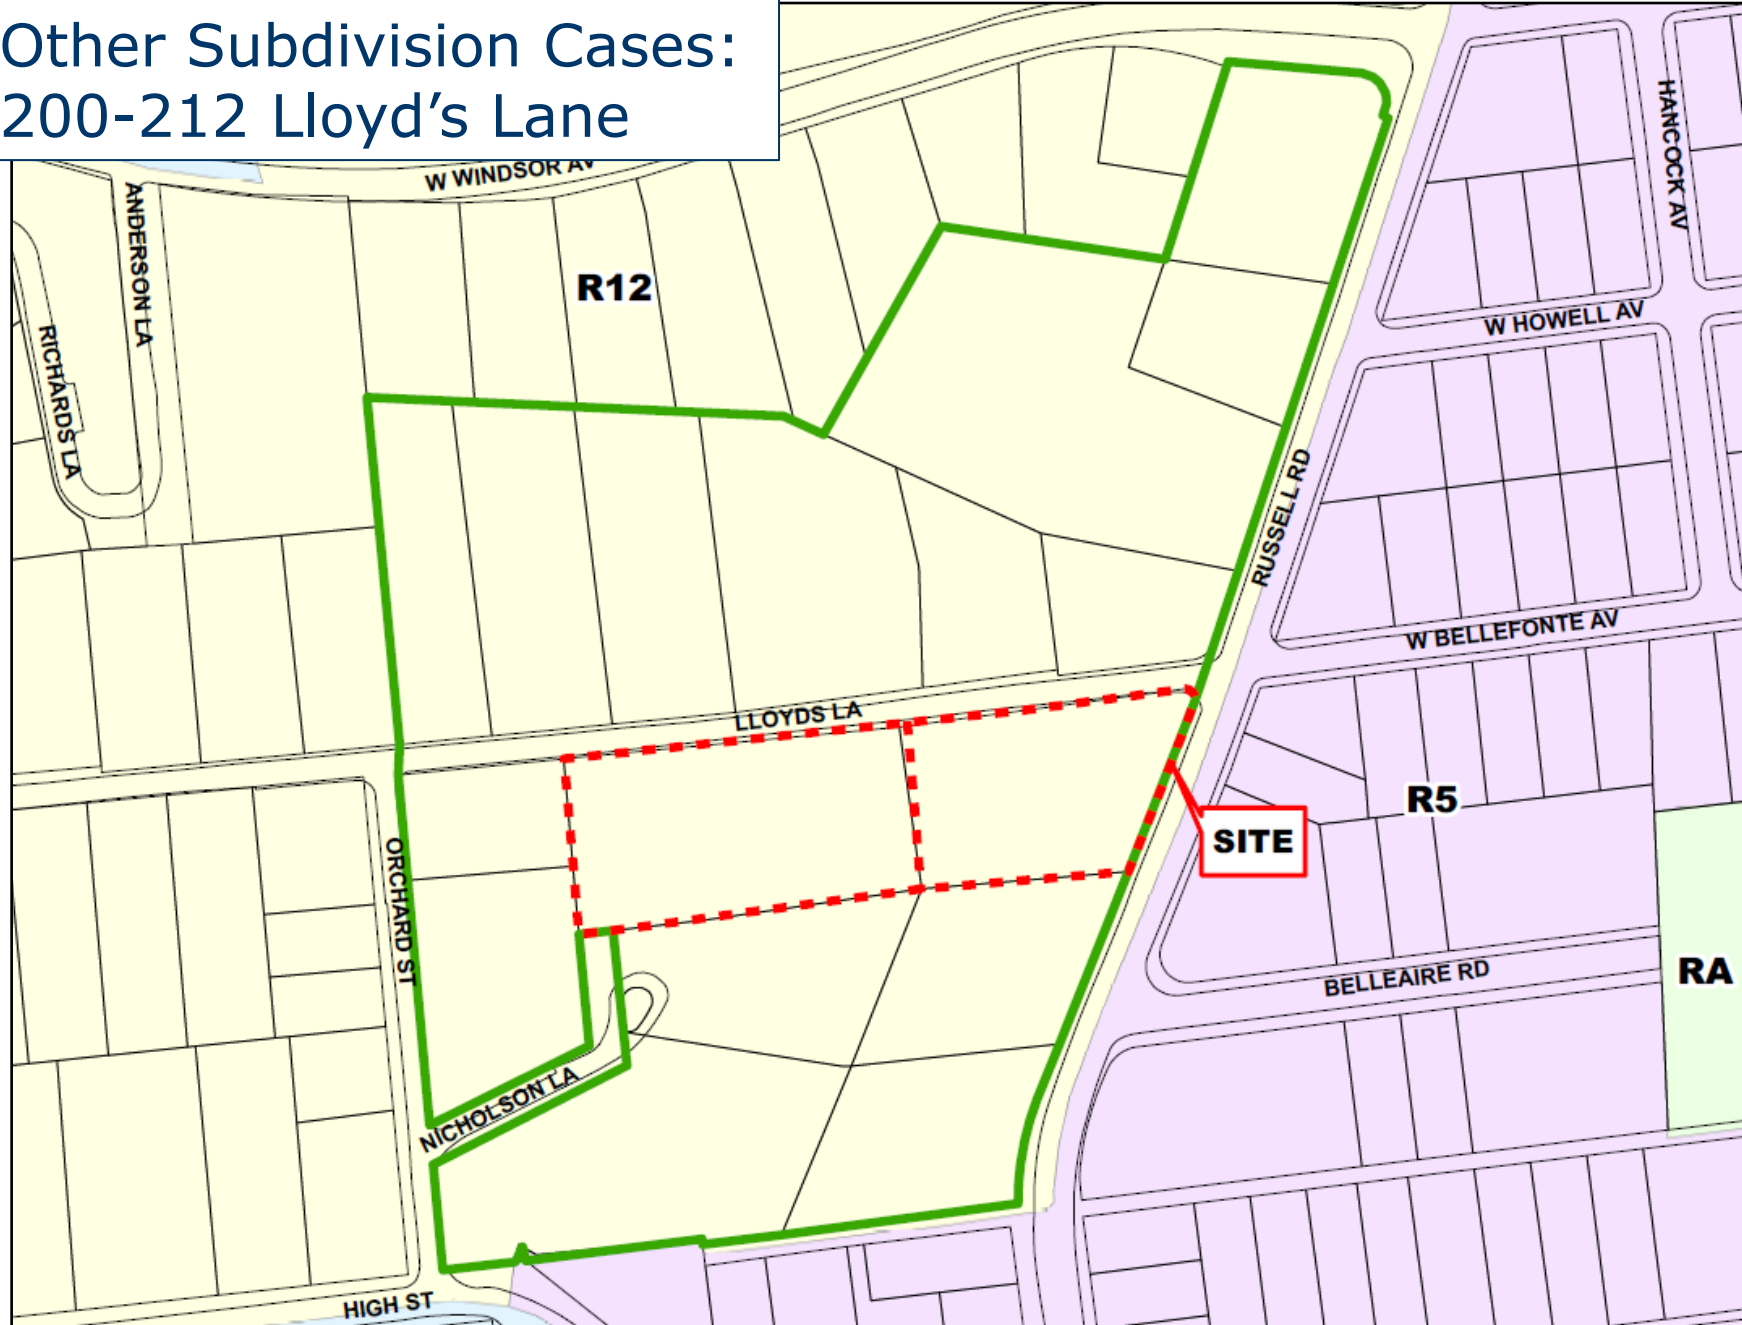 Other Subdivision Cases:
200-212 Lloyd's Lane
W WINDSOR AV
HANCOCK AV
ANDERSON LA
R12
RICHARDS LA
W HOWELL AV
RUSSELL RD
W BELLEFONTE AV
LLOYDS LA
R5
SITE
ORCHARD ST
BELLEAIRE RD
RA
NICHOLSON LA
HIGH ST